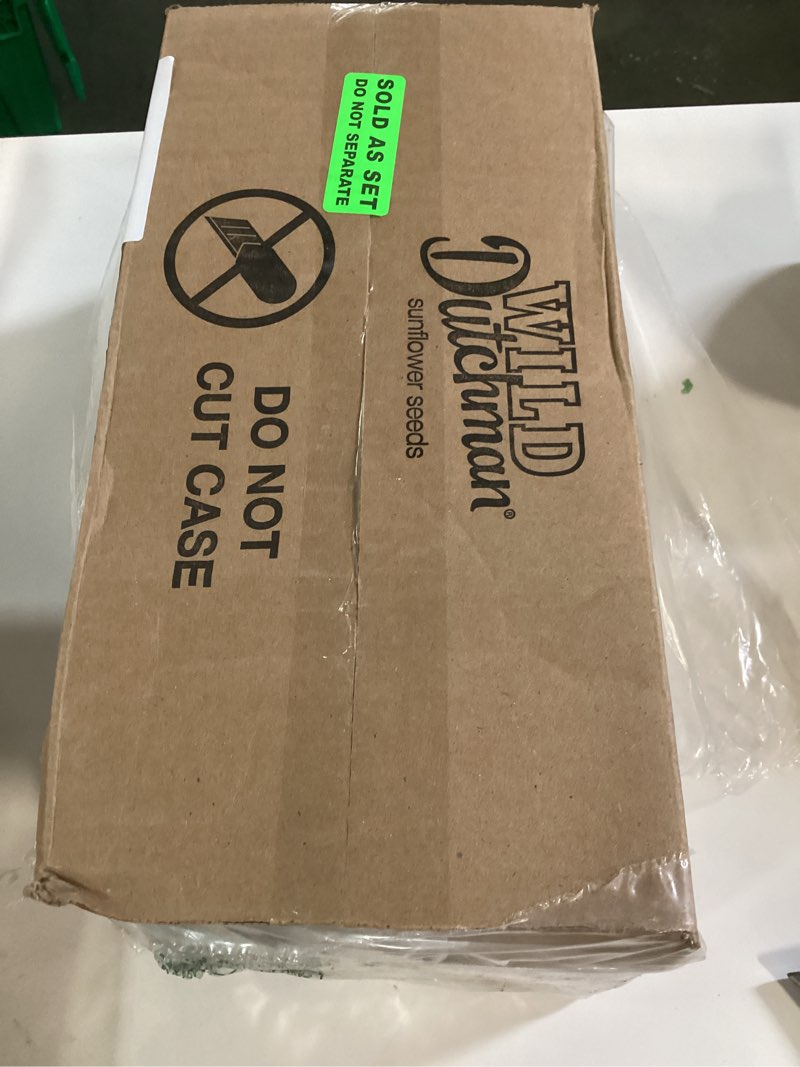 SOLD AS SET
DO NOT SEPARATE
WILD
Dutchman®
sunflower seeds
DO NOT
CUT CASE